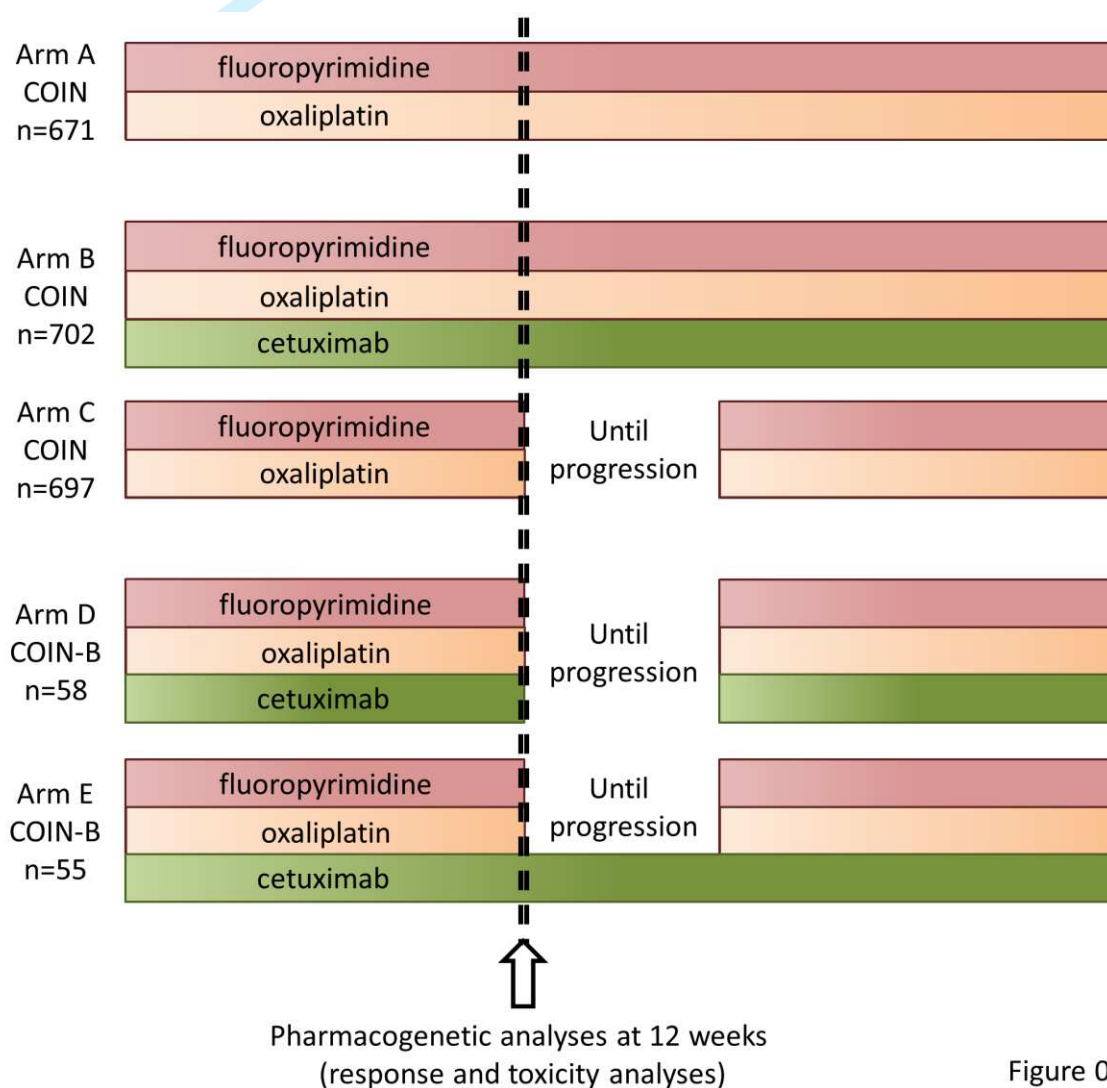 Arm A
COIN
n=671
fluoropyrimidine
oxaliplatin
Arm B
COIN
n=702
fluoropyrimidine
oxaliplatin
cetuximab
Arm C
COIN
n=697
fluoropyrimidine
oxaliplatin
Until
progression
Arm D
COIN-B
n=58
fluoropyrimidine
oxaliplatin
cetuximab
Until
progression
Arm E
COIN-B
n=55
fluoropyrimidine
oxaliplatin
cetuximab
Until
progression
Pharmacogenetic analyses at 12 weeks
(response and toxicity analyses)
Figure 0